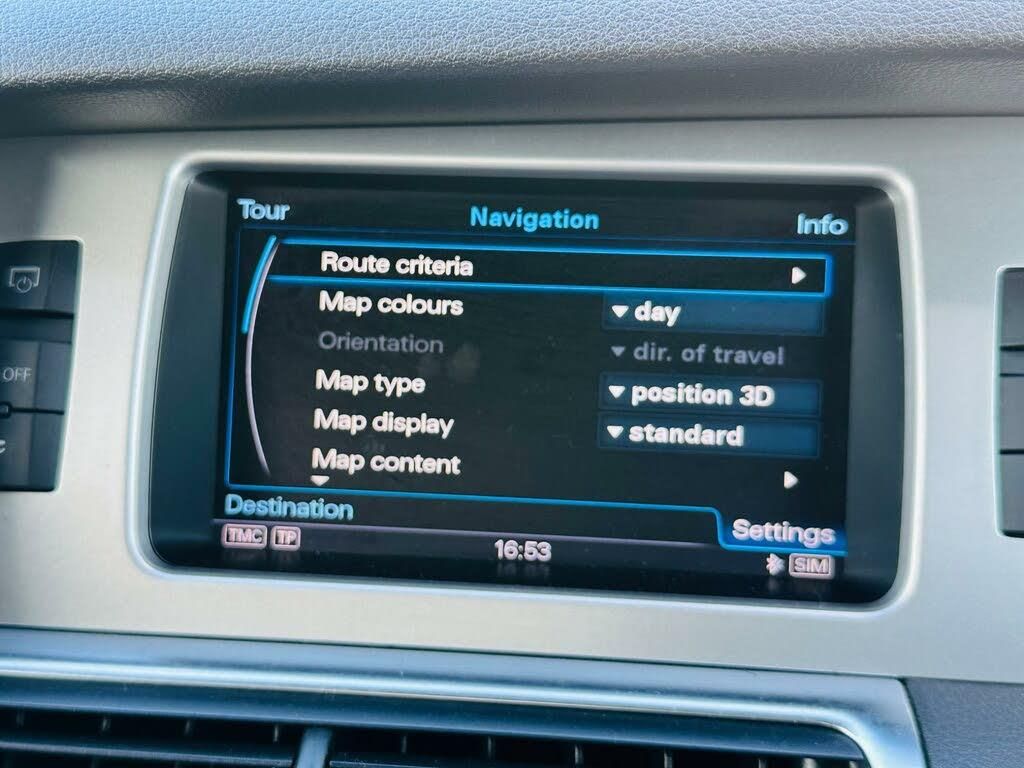 Tour Navigation Info
Route criteria
Map colours day
Orientation dir. of travel
Map type position 3D
Map display standard
Map content
Destination Settings
TMC TP 16:53 SIM
OFF